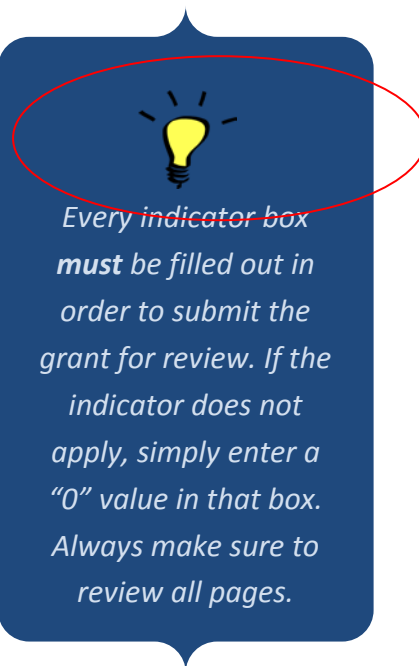 Every indicator box
must be filled out in
order to submit the
grant for review. If the
indicator does not
apply, simply enter a
“0” value in that box.
Always make sure to
review all pages.